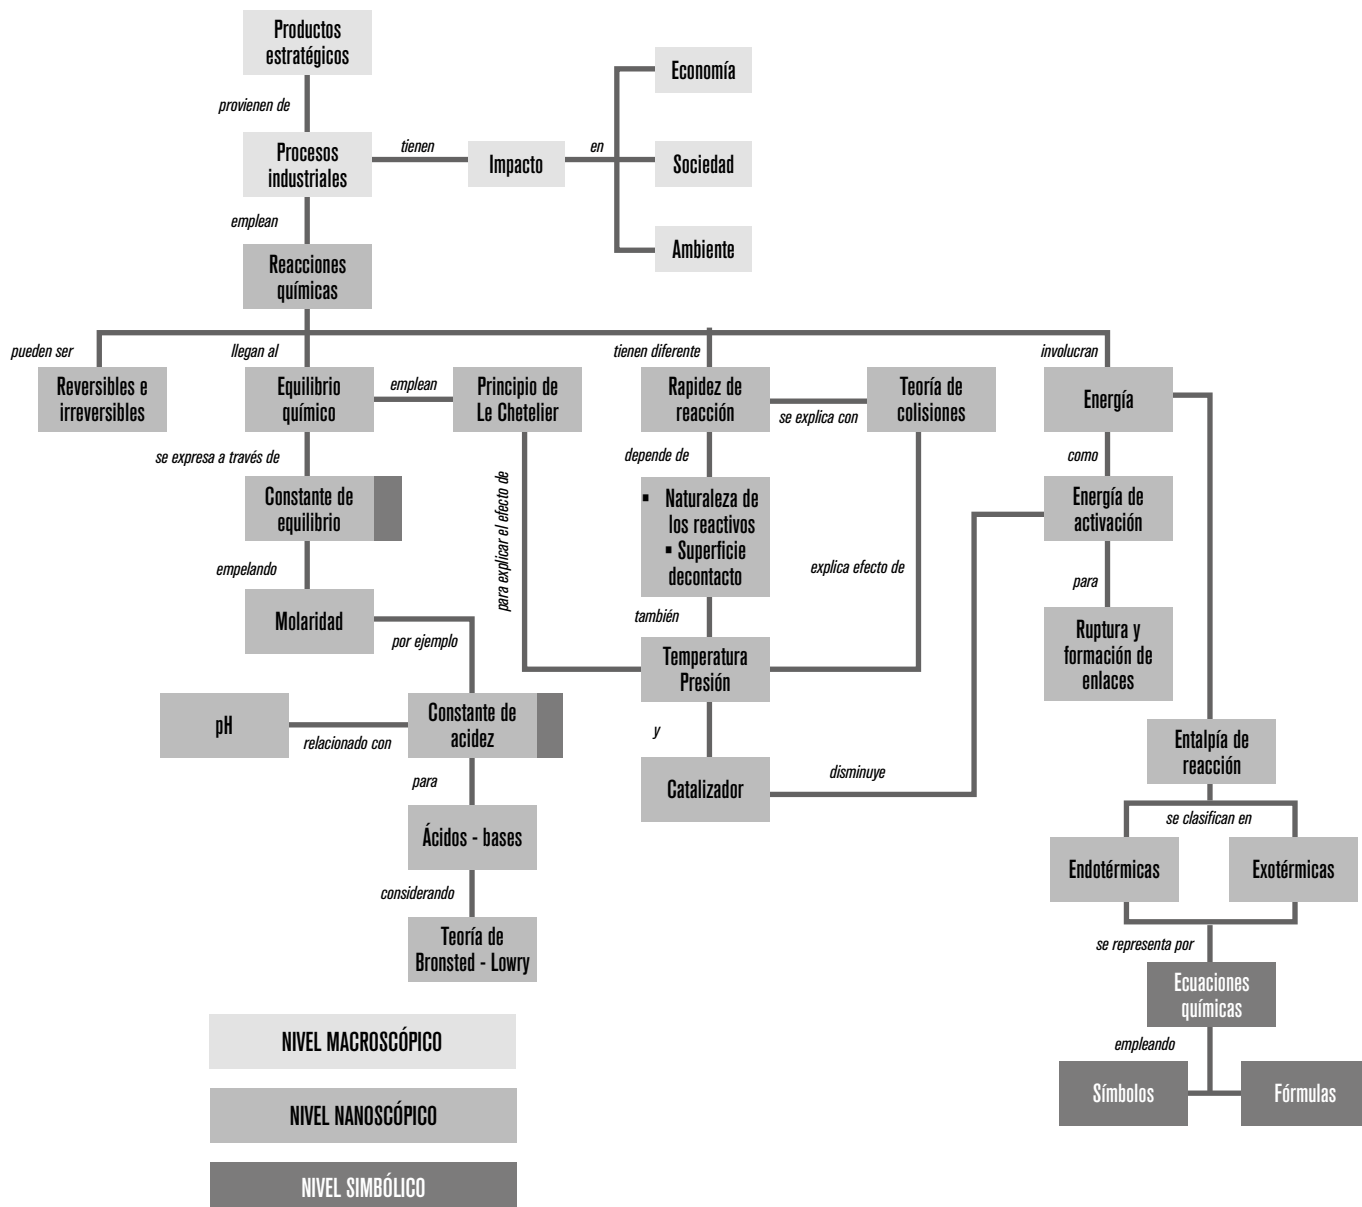 Productos
estratégicos
provienen de
Economía
Procesos
industriales
tienen
Impacto
en
Sociedad
emplean
Ambiente
Reacciones
químicas
pueden ser
llegan al
tienen diferente
involucran
Reversibles e
irreversibles
Equilibrio
químico
emplean
Principio de
Le Chetelier
Rapidez de
reacción
se explica con
Teoría de
colisiones
Energía
se expresa a través de
para explicar el efecto de
depende de
como
Constante de
equilibrio
▪ Naturaleza de
los reactivos
▪ Superficie
decontacto
explica efecto de
Energía de
activación
empelando
para
Molaridad
por ejemplo
también
Temperatura
Presión
Ruptura y
formación de
enlaces
pH
relacionado con
Constante de
acidez
y
Entalpía de
reacción
para
Catalizador
disminuye
se clasifican en
Ácidos - bases
Endotérmicas
Exotérmicas
considerando
Teoría de
Bronsted - Lowry
se representa por
Ecuaciones
químicas
NIVEL MACROSCÓPICO
empleando
Símbolos
Fórmulas
NIVEL NANOSCÓPICO
NIVEL SIMBÓLICO